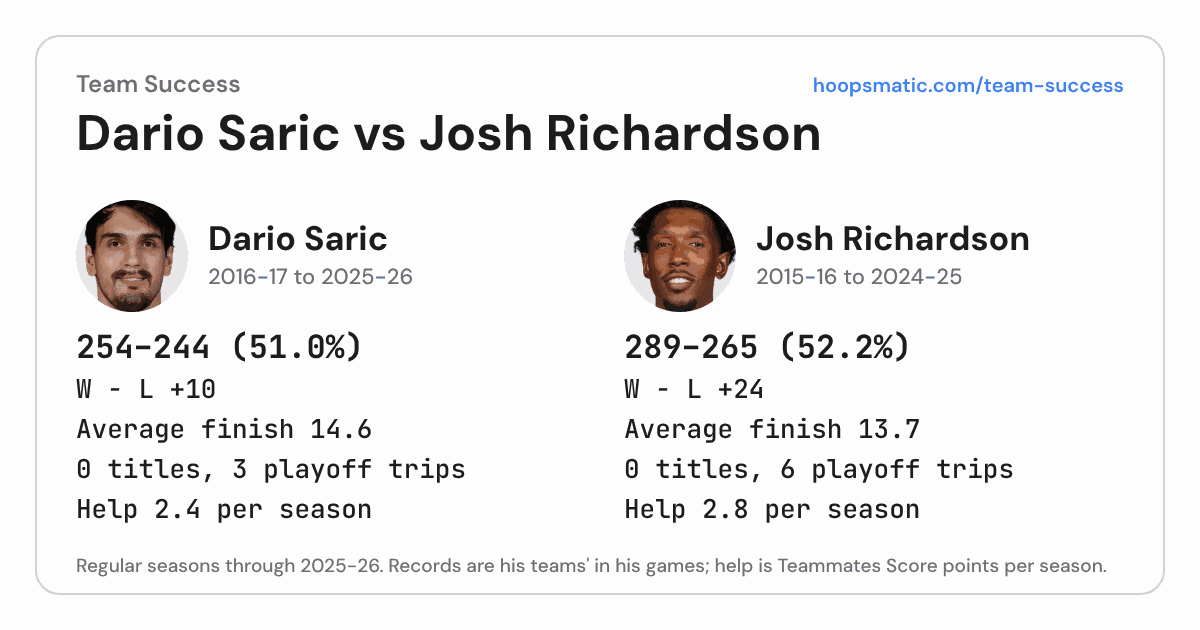 Team Success
hoopsmatic.com/team-success
Dario Saric vs Josh Richardson
Dario Saric
2016-17 to 2025-26
254-244 (51.0%)
W - L +10
Average finish 14.6
0 titles, 3 playoff trips
Help 2.4 per season
Josh Richardson
2015-16 to 2024-25
289-265 (52.2%)
W - L +24
Average finish 13.7
0 titles, 6 playoff trips
Help 2.8 per season
Regular seasons through 2025-26. Records are his teams' in his games; help is Teammates Score points per season.